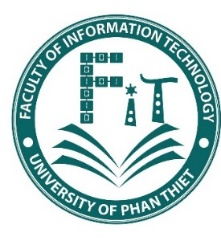 FACULTY OF INFORMATION TECHNOLOGY
FiT
UNIVERSITY OF PHAN THIET